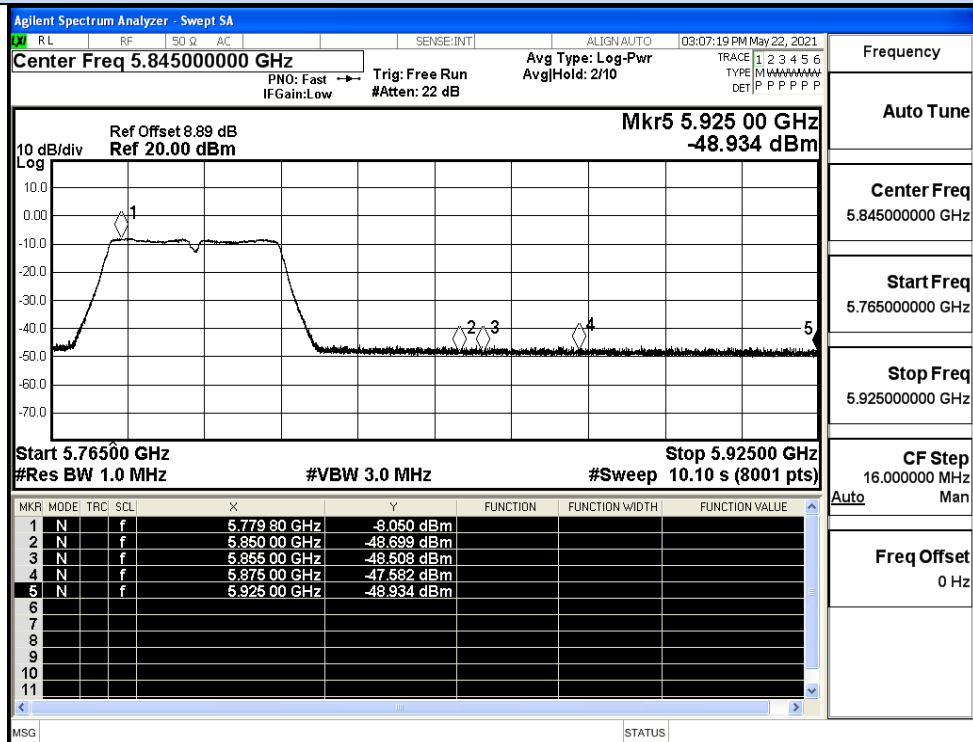 Agilent Spectrum Analyzer - Swept SA
LXI RL RF 50 Ω AC SENSE:INT ALIGN AUTO 03:07:19 PM May 22, 2021
Center Freq 5.845000000 GHz
PNO: Fast
IFGain:Low
Trig: Free Run
#Atten: 22 dB
Avg Type: Log-Pwr
Avg|Hold: 2/10
TRACE 1 2 3 4 5 6
TYPE M WWWWW
DET P P P P P P
Mkr5 5.925 00 GHz
-48.934 dBm
Ref Offset 8.89 dB
10 dB/div Ref 20.00 dBm
Log
10.0
0.00
-10.0
-20.0
-30.0
-40.0
-50.0
-60.0
-70.0
1
2
3
4
5
Start 5.76500 GHz Stop 5.92500 GHz
#Res BW 1.0 MHz #VBW 3.0 MHz #Sweep 10.10 s (8001 pts)
MKR MODE TRC SCL X Y FUNCTION FUNCTION WIDTH FUNCTION VALUE
1 N f 5.779 80 GHz -8.050 dBm
2 N f 5.850 00 GHz -48.699 dBm
3 N f 5.855 00 GHz -48.508 dBm
4 N f 5.875 00 GHz -47.582 dBm
5 N f 5.925 00 GHz -48.934 dBm
6
7
8
9
10
11
MSG STATUS
Frequency
Auto Tune
Center Freq
5.845000000 GHz
Start Freq
5.765000000 GHz
Stop Freq
5.925000000 GHz
CF Step
16.000000 MHz
Auto Man
Freq Offset
0 Hz